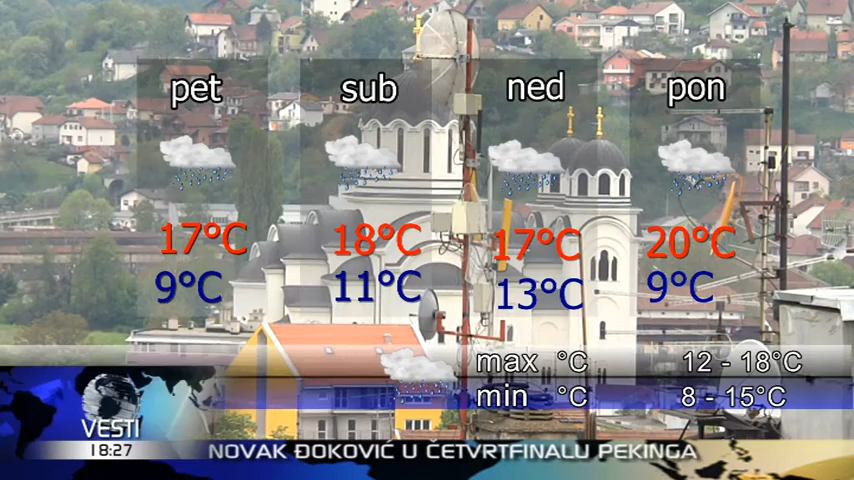 pet sub ned pon
17°C 18°C 17°C 20°C
9°C 11°C 13°C 9°C
max °C 12 - 18°C
min °C 8 - 15°C
VESTI
18:27 NOVAK ĐOKOVIĆ U ČETVRTFINALU PEKINGA